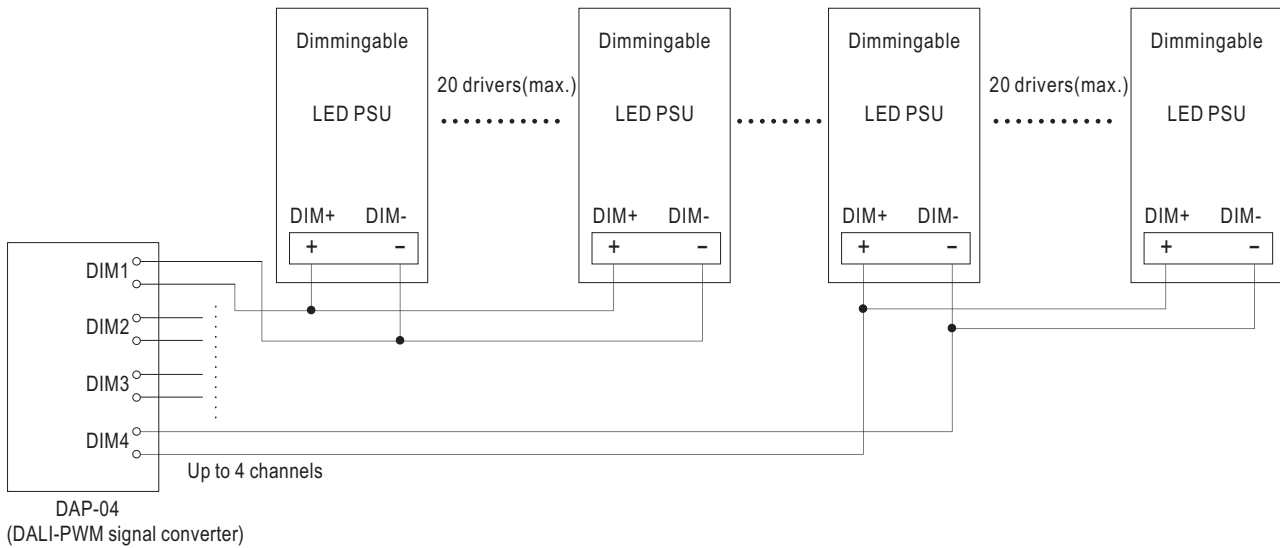 Dimmingable
Dimmingable
Dimmingable
Dimmingable
20 drivers(max.)
20 drivers(max.)
LED PSU
LED PSU
LED PSU
LED PSU
DIM+ DIM-
DIM+ DIM-
DIM+ DIM-
DIM+ DIM-
+ −
+ −
+ −
+ −
DIM1
DIM2
DIM3
DIM4
Up to 4 channels
DAP-04
(DALI-PWM signal converter)